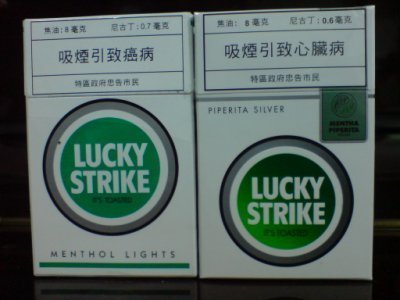 焦油:8毫克 尼古丁:0.7毫克
吸煙引致癌病
特區政府忠告市民
LUCKY
STRIKE
IT'S TOASTED
MENTHOL LIGHTS
焦油: 8 毫克 尼古丁: 0.6 毫克
吸煙引致心臟病
特區政府忠告市民
PIPERITA SILVER
MENTHA
PIPERITA
LUCKY
STRIKE
IT'S TOASTED